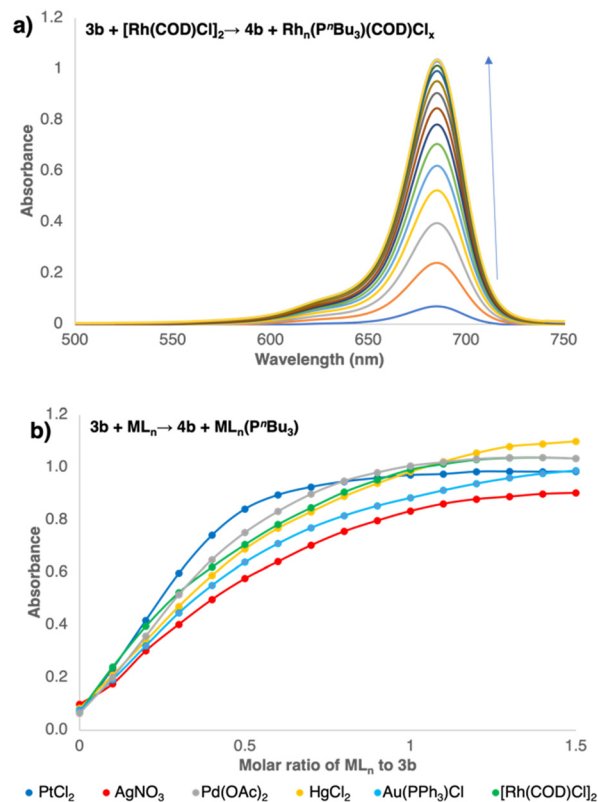 a)
3b + [Rh(COD)Cl]₂→ 4b + Rhₙ(PⁿBu₃)(COD)Clₓ
1.2
1
0.8
0.6
0.4
0.2
0
Absorbance
500
550
600
650
700
750
Wavelength (nm)
b)
3b + MLₙ→ 4b + MLₙ(PⁿBu₃)
1.2
1.0
0.8
0.6
0.4
0.2
0.0
Absorbance
0
0.5
1
1.5
Molar ratio of MLₙ to 3b
PtCl₂ AgNO₃ Pd(OAc)₂ HgCl₂ Au(PPh₃)Cl [Rh(COD)Cl]₂